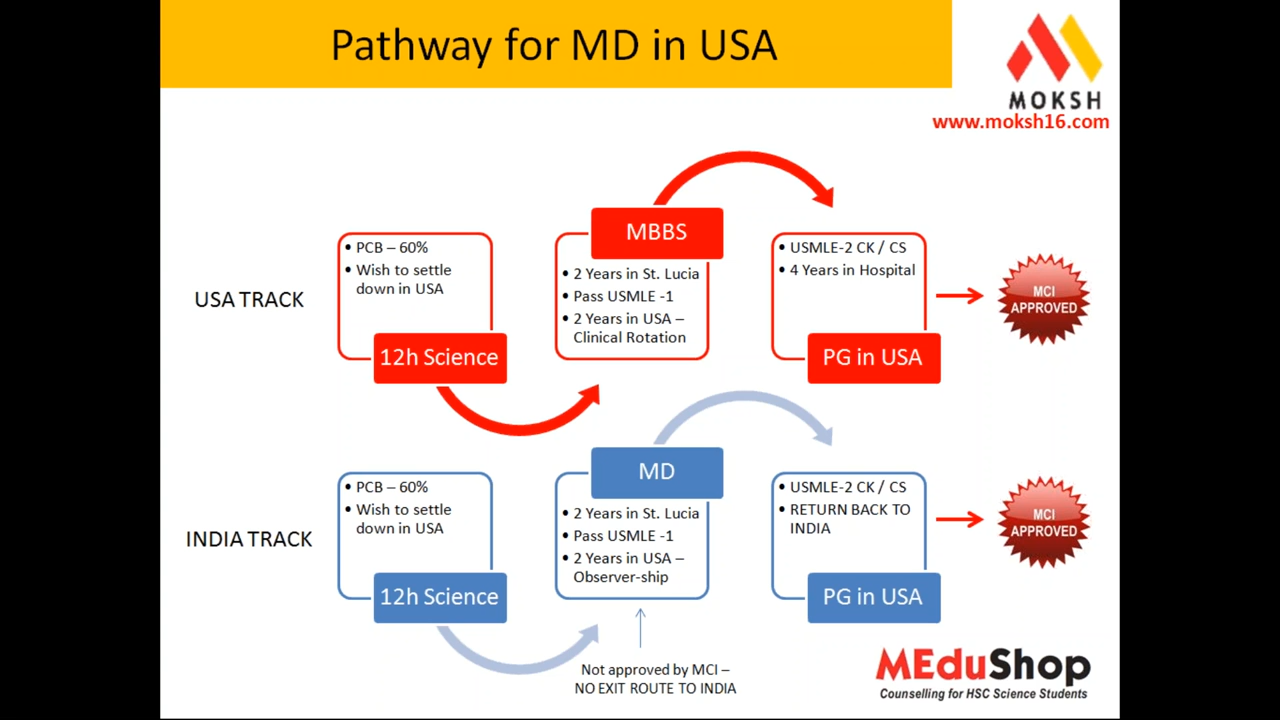 Pathway for MD in USA
MOKSH
www.moksh16.com
USA TRACK
• PCB – 60%
• Wish to settle
down in USA
12h Science
MBBS
• 2 Years in St. Lucia
• Pass USMLE -1
• 2 Years in USA –
Clinical Rotation
• USMLE-2 CK / CS
• 4 Years in Hospital
PG in USA
MCI
APPROVED
INDIA TRACK
• PCB – 60%
• Wish to settle
down in USA
12h Science
MD
• 2 Years in St. Lucia
• Pass USMLE -1
• 2 Years in USA –
Observer-ship
• USMLE-2 CK / CS
• RETURN BACK TO
INDIA
PG in USA
MCI
APPROVED
Not approved by MCI –
NO EXIT ROUTE TO INDIA
MEduShop
Counselling for HSC Science Students